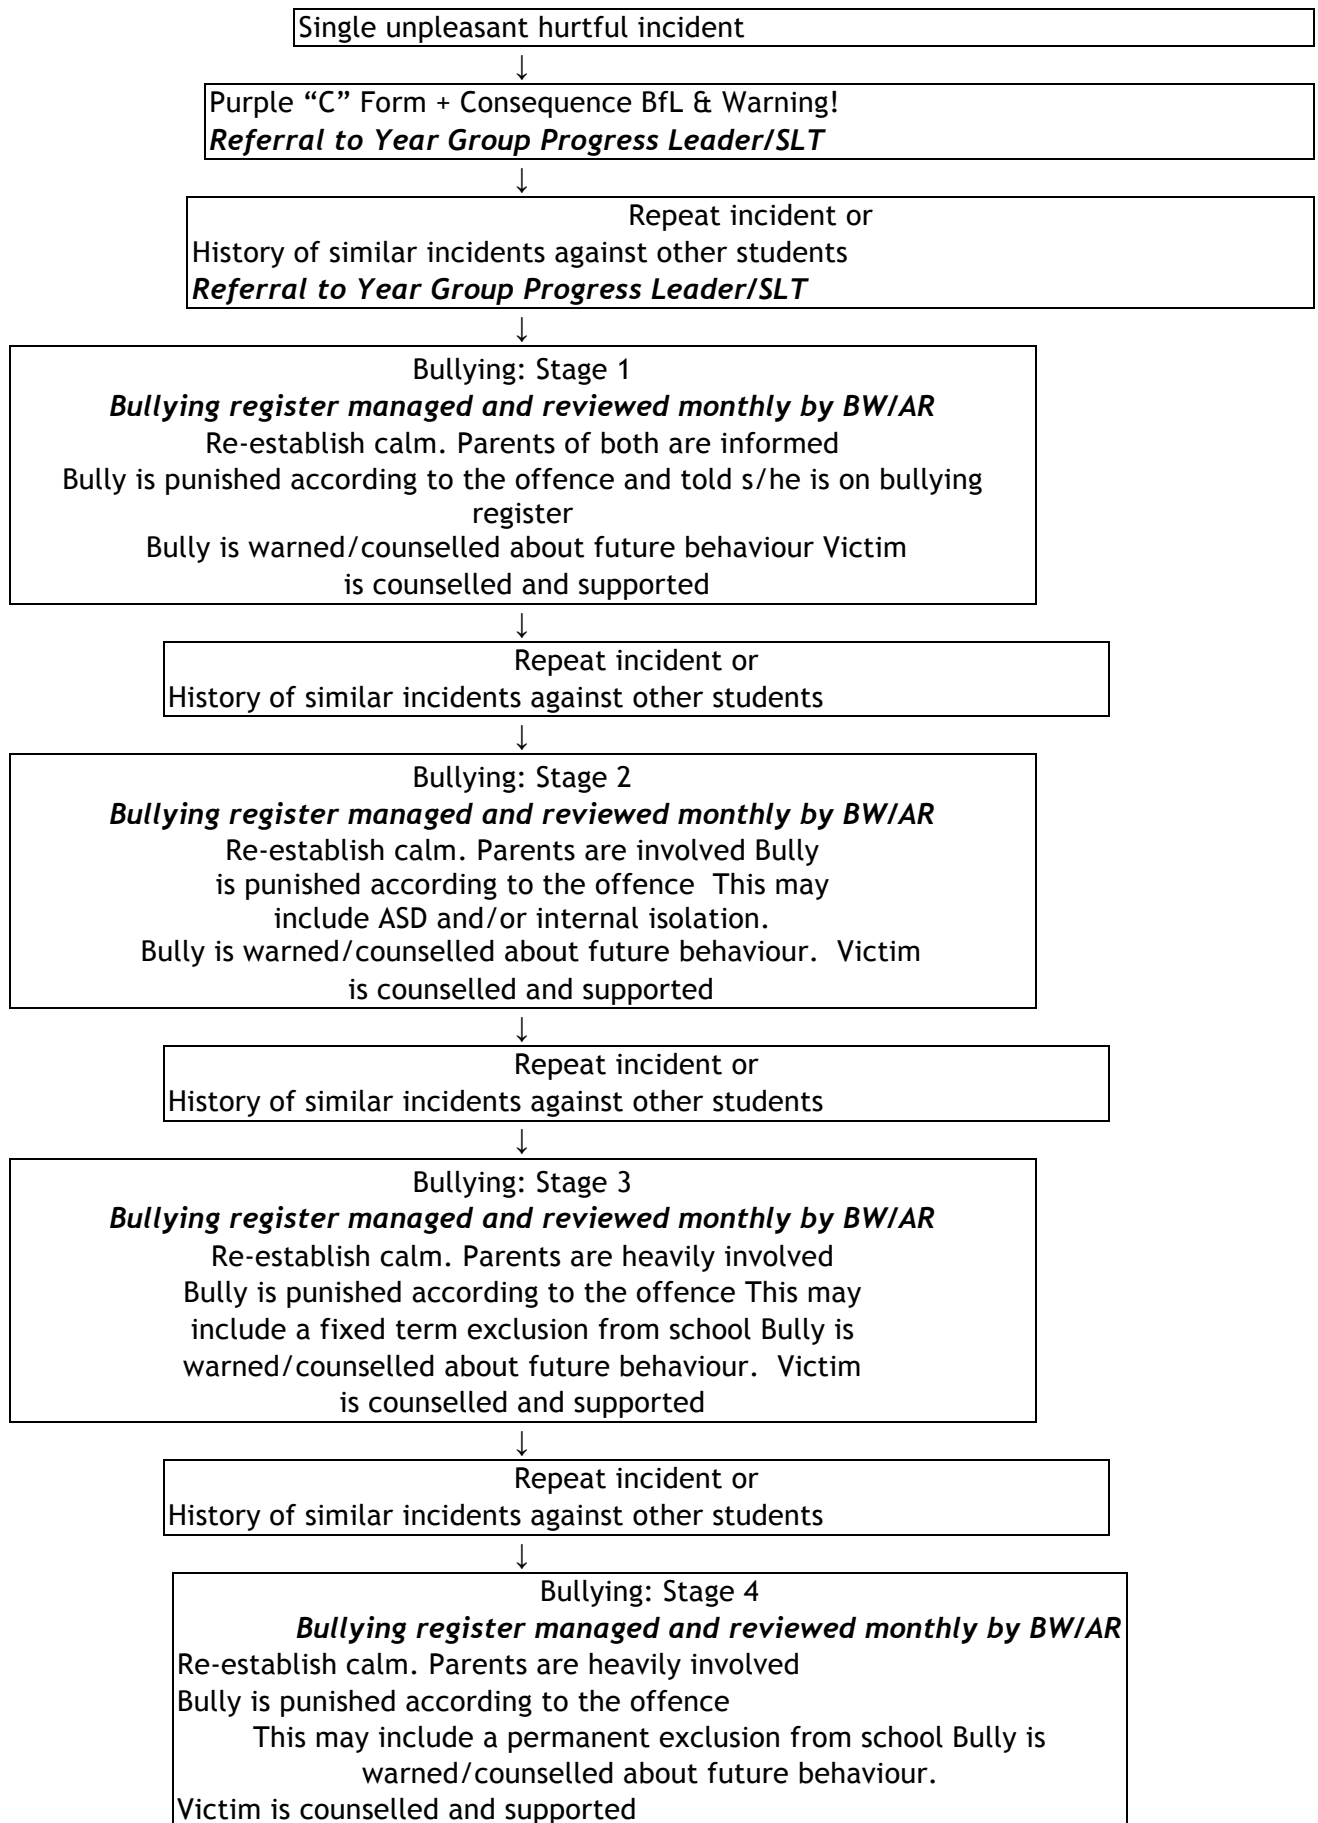 Single unpleasant hurtful incident
↓
Purple “C” Form + Consequence BfL & Warning!
Referral to Year Group Progress Leader/SLT
↓
Repeat incident or
History of similar incidents against other students
Referral to Year Group Progress Leader/SLT
↓
Bullying: Stage 1
Bullying register managed and reviewed monthly by BW/AR
Re-establish calm. Parents of both are informed
Bully is punished according to the offence and told s/he is on bullying
register
Bully is warned/counselled about future behaviour Victim
is counselled and supported
↓
Repeat incident or
History of similar incidents against other students
↓
Bullying: Stage 2
Bullying register managed and reviewed monthly by BW/AR
Re-establish calm. Parents are involved Bully
is punished according to the offence  This may
include ASD and/or internal isolation.
Bully is warned/counselled about future behaviour.  Victim
is counselled and supported
↓
Repeat incident or
History of similar incidents against other students
↓
Bullying: Stage 3
Bullying register managed and reviewed monthly by BW/AR
Re-establish calm. Parents are heavily involved
Bully is punished according to the offence This may
include a fixed term exclusion from school Bully is
warned/counselled about future behaviour.  Victim
is counselled and supported
↓
Repeat incident or
History of similar incidents against other students
↓
Bullying: Stage 4
Bullying register managed and reviewed monthly by BW/AR
Re-establish calm. Parents are heavily involved
Bully is punished according to the offence
This may include a permanent exclusion from school Bully is
warned/counselled about future behaviour.
Victim is counselled and supported